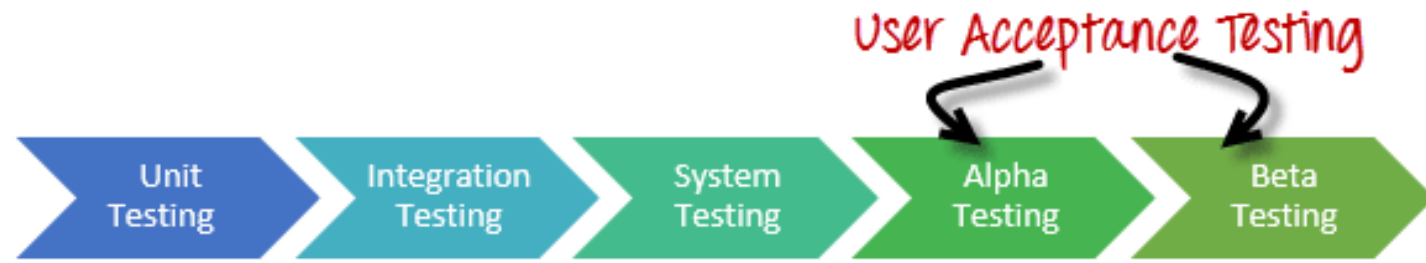 User Acceptance Testing
Unit
Testing
Integration
Testing
System
Testing
Alpha
Testing
Beta
Testing